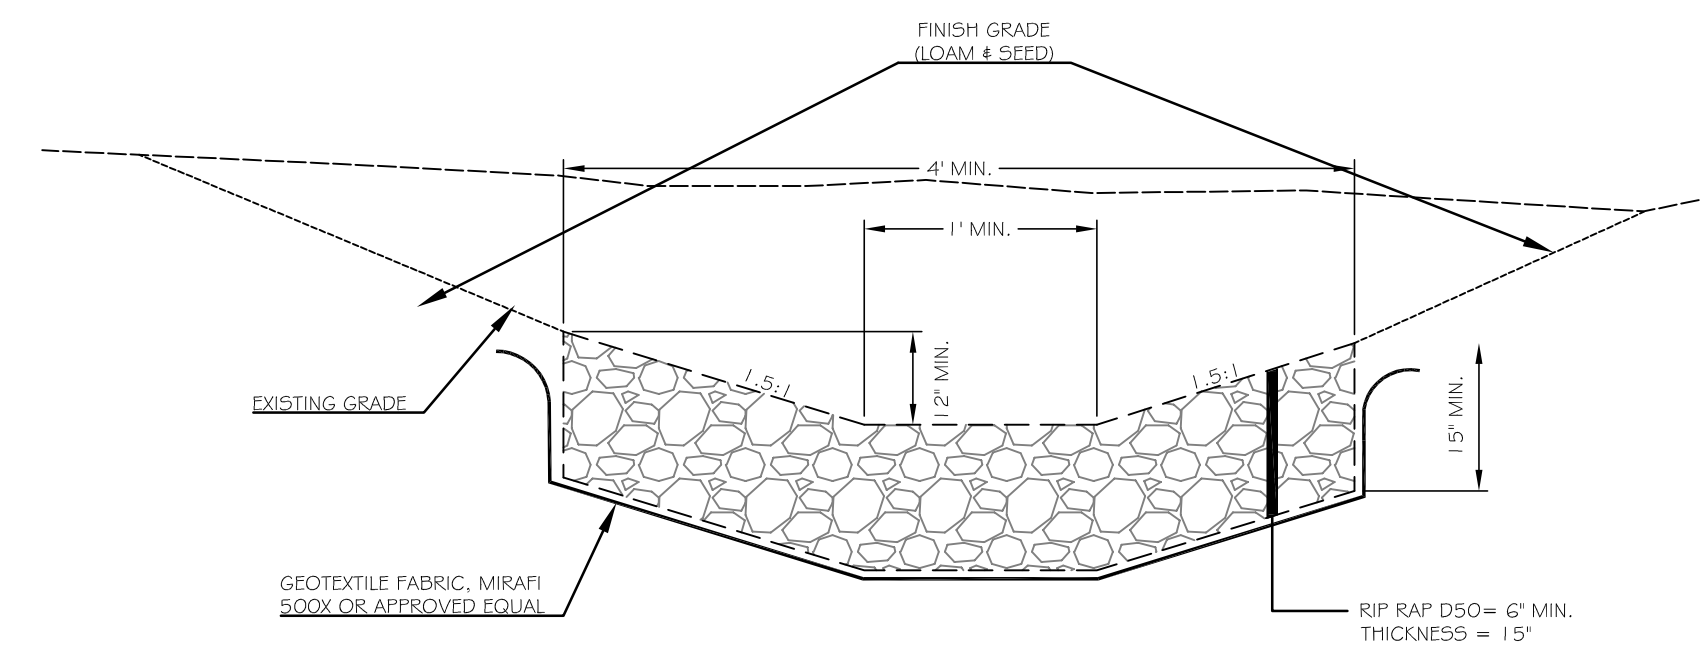 FINISH GRADE
(LOAM & SEED)
4' MIN.
1' MIN.
12" MIN.
1.5:1
1.5:1
15" MIN.
EXISTING GRADE
GEOTEXTILE FABRIC, MIRAFI
500X OR APPROVED EQUAL
RIP RAP D50= 6" MIN.
THICKNESS = 15"